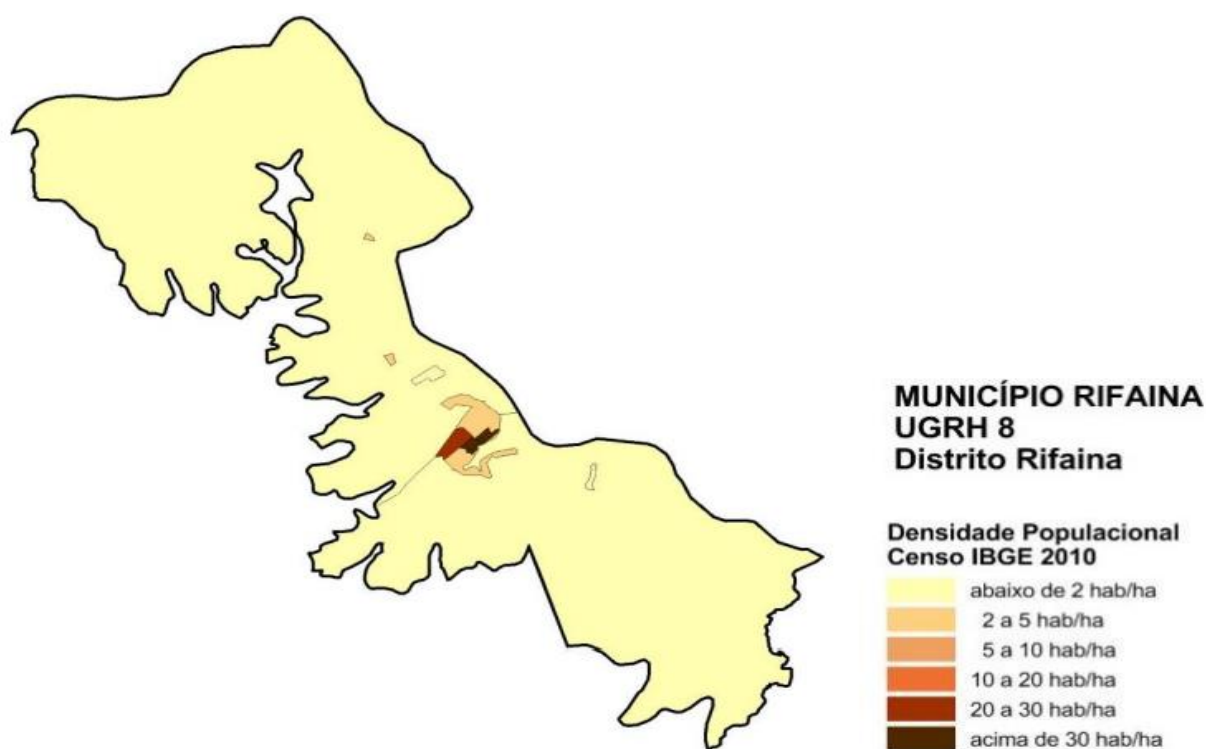 MUNICÍPIO RIFAINA
UGRH 8
Distrito Rifaina
Densidade Populacional
Censo IBGE 2010
abaixo de 2 hab/ha
2 a 5 hab/ha
5 a 10 hab/ha
10 a 20 hab/ha
20 a 30 hab/ha
acima de 30 hab/ha